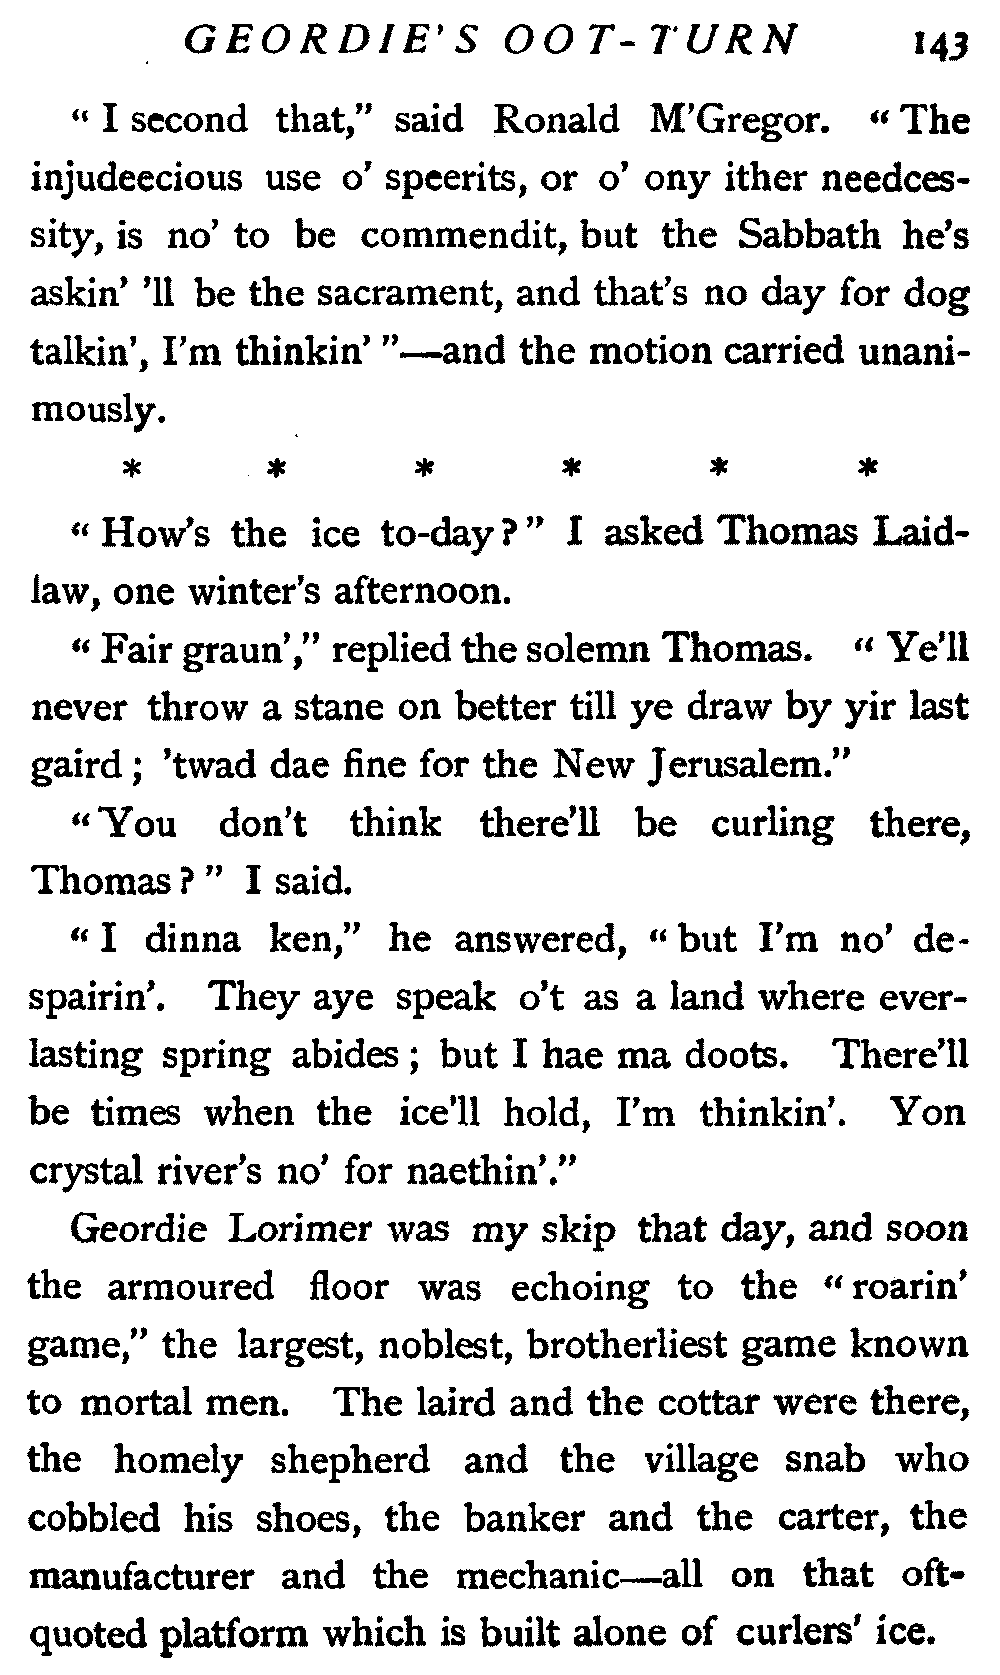 GEORDIE'S OOT-TURN 143
" I second that," said Ronald M'Gregor. " The
injudeecious use o' speerits, or o' ony ither needces-
sity, is no' to be commendit, but the Sabbath he's
askin' 'll be the sacrament, and that's no day for dog
talkin', I'm thinkin' "—and the motion carried unani-
mously.
* * * * * *
" How's the ice to-day ? " I asked Thomas Laid-
law, one winter's afternoon.
" Fair graun'," replied the solemn Thomas. " Ye'll
never throw a stane on better till ye draw by yir last
gaird ; 'twad dae fine for the New Jerusalem."
" You don't think there'll be curling there,
Thomas ? " I said.
" I dinna ken," he answered, " but I'm no' de-
spairin'. They aye speak o't as a land where ever-
lasting spring abides ; but I hae ma doots. There'll
be times when the ice'll hold, I'm thinkin'. Yon
crystal river's no' for naethin'."
Geordie Lorimer was my skip that day, and soon
the armoured floor was echoing to the " roarin'
game," the largest, noblest, brotherliest game known
to mortal men. The laird and the cottar were there,
the homely shepherd and the village snab who
cobbled his shoes, the banker and the carter, the
manufacturer and the mechanic—all on that oft-
quoted platform which is built alone of curlers' ice.